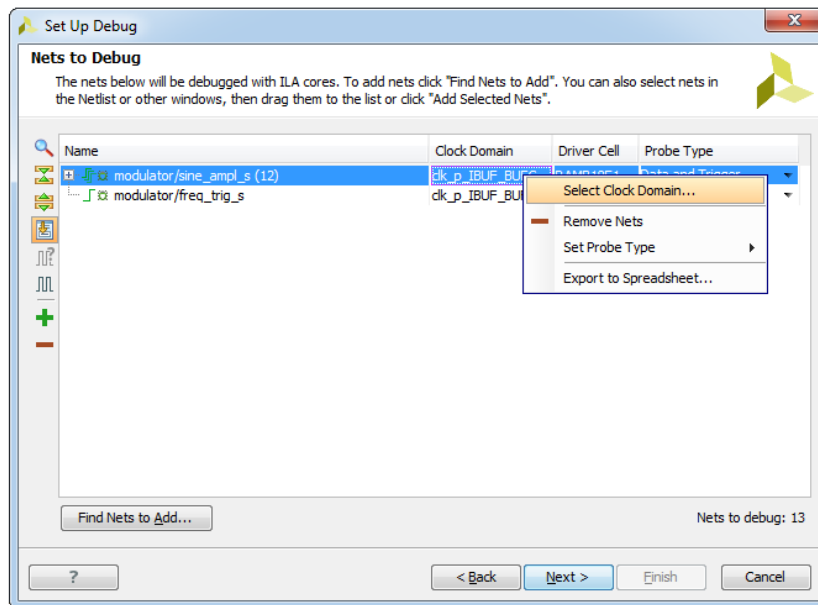 Set Up Debug
Nets to Debug
The nets below will be debugged with ILA cores. To add nets click "Find Nets to Add". You can also select nets in
the Netlist or other windows, then drag them to the list or click "Add Selected Nets".
Name Clock Domain Driver Cell Probe Type
modulator/sine_ampl_s (12) Data and Trigger
modulator/freq_trig_s
Select Clock Domain...
Remove Nets
Set Probe Type
Export to Spreadsheet...
Find Nets to Add... Nets to debug: 13
? < Back Next > Finish Cancel